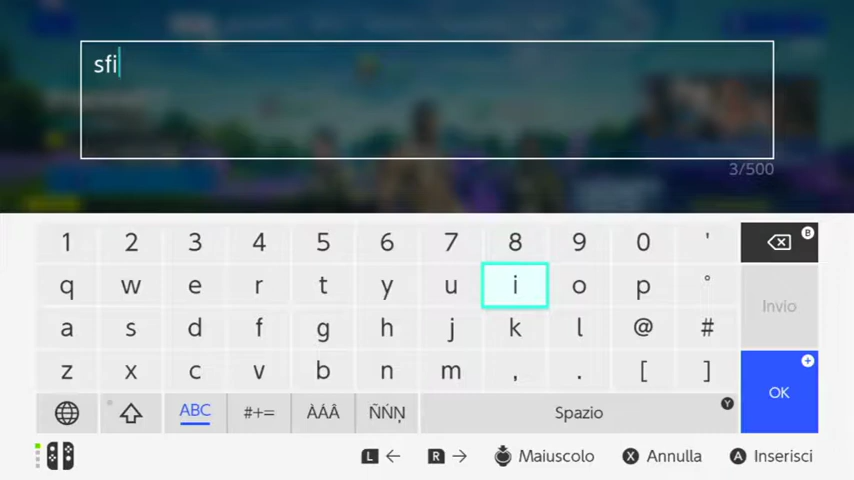 sfi
3/500
1 2 3 4 5 6 7 8 9 0 '
B
q w e r t y u i o p °
Invio
a s d f g h j k l @ #
z x c v b n m , . [ ]
+
OK
ABC #+= ÀÁÂ ÑŃŅ Spazio Y
L ← R → Maiuscolo X Annulla A Inserisci